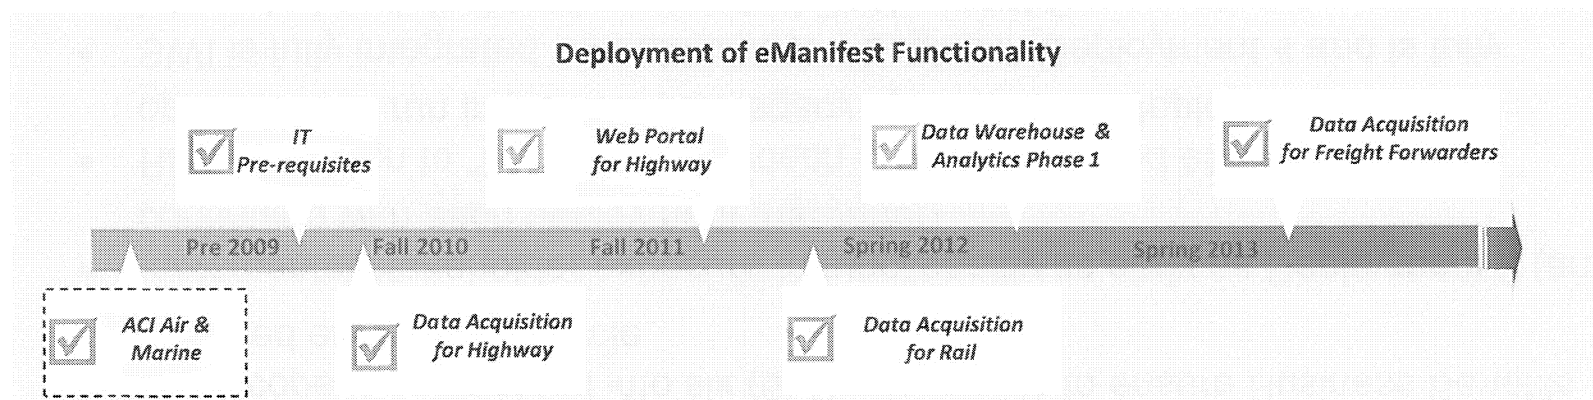 Deployment of eManifest Functionality
IT
Pre-requisites
Web Portal
for Highway
Data Warehouse &
Analytics Phase 1
Data Acquisition
for Freight Forwarders
Pre 2009
Fall 2010
Fall 2011
Spring 2012
Spring 2013
ACI Air &
Marine
Data Acquisition
for Highway
Data Acquisition
for Rail